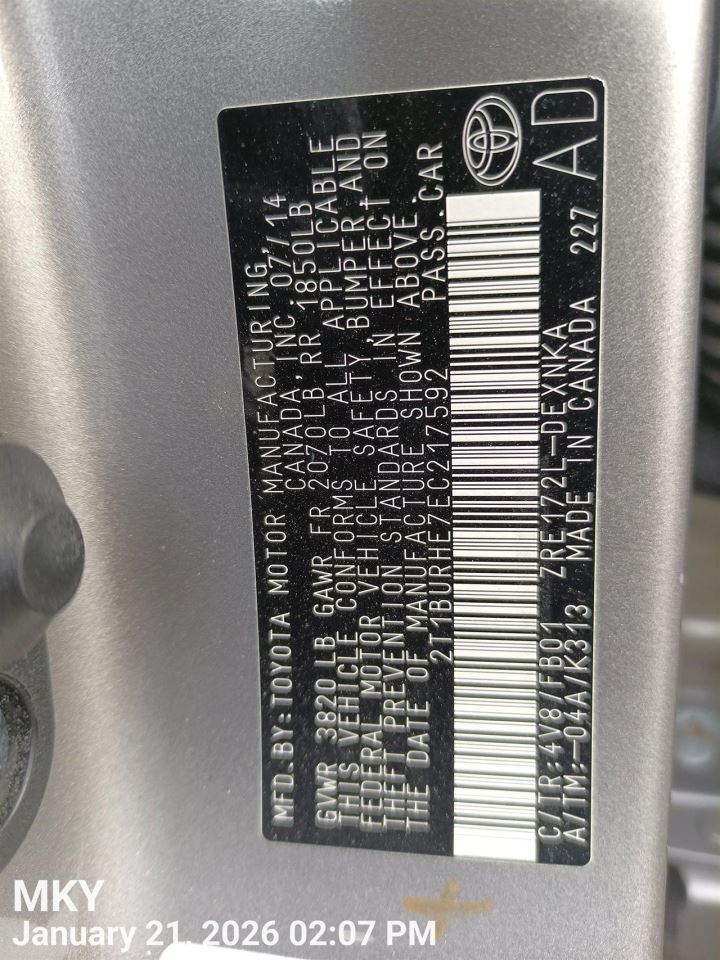 MFD.BY:TOYOTA MOTOR MANUFACTURING,
CANADA,INC 07/14
GVWR 3820 LB GAWR FR 2070LB,RR 1850LB
THIS VEHICLE CONFORMS TO ALL APPLICABLE
FEDERAL MOTOR VEHICLE SAFETY,BUMPER,AND
THEFT PREVENTION STANDARDS IN EFFECT ON
THE DATE OF MANUFACTURE SHOWN ABOVE.
2T1BURHE7EC217592 PASS.CAR
C/TR:4V8/FB01 ZRE172L-DEXNKA
A/TM:-04A/K313 MADE IN CANADA 227
AD
MKY
January 21, 2026 02:07 PM